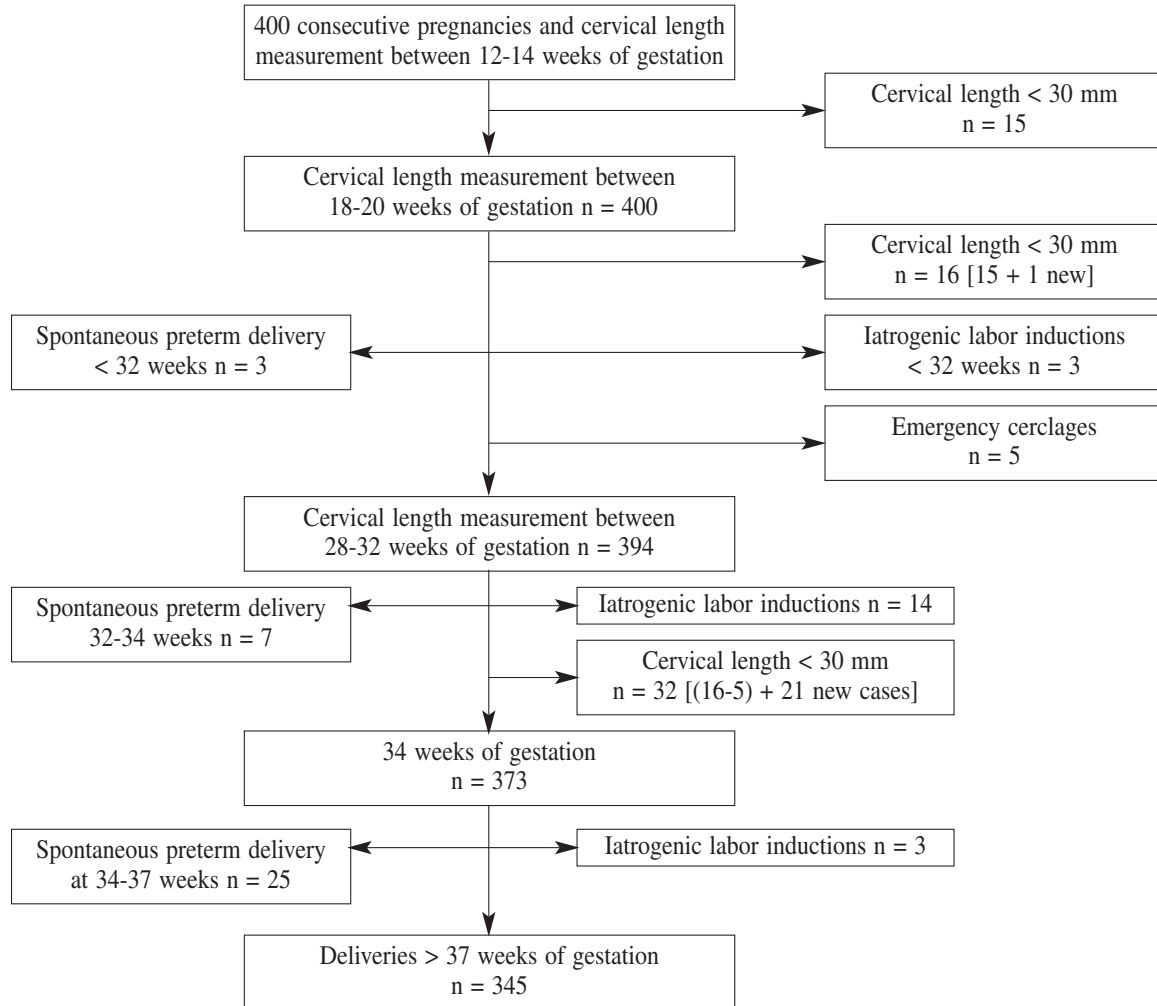 400 consecutive pregnancies and cervical length
measurement between 12-14 weeks of gestation
Cervical length < 30 mm
n = 15
Cervical length measurement between
18-20 weeks of gestation n = 400
Cervical length < 30 mm
n = 16 [15 + 1 new]
Spontaneous preterm delivery
< 32 weeks n = 3
Iatrogenic labor inductions
< 32 weeks n = 3
Emergency cerclages
n = 5
Cervical length measurement between
28-32 weeks of gestation n = 394
Spontaneous preterm delivery
32-34 weeks n = 7
Iatrogenic labor inductions n = 14
Cervical length < 30 mm
n = 32 [(16-5) + 21 new cases]
34 weeks of gestation
n = 373
Spontaneous preterm delivery
at 34-37 weeks n = 25
Iatrogenic labor inductions n = 3
Deliveries > 37 weeks of gestation
n = 345